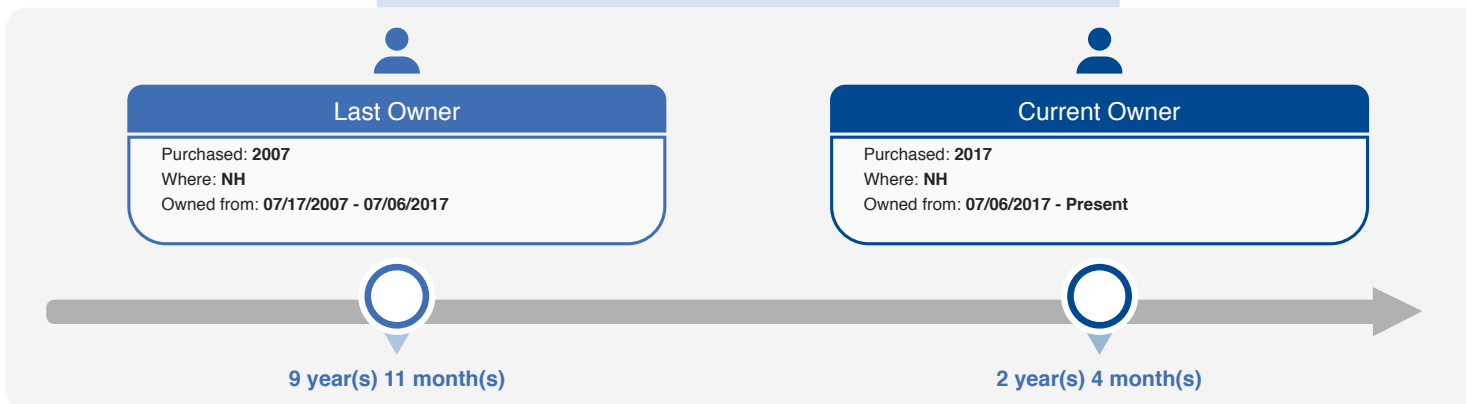 Last Owner
Purchased: 2007
Where: NH
Owned from: 07/17/2007 - 07/06/2017
9 year(s) 11 month(s)
Current Owner
Purchased: 2017
Where: NH
Owned from: 07/06/2017 - Present
2 year(s) 4 month(s)